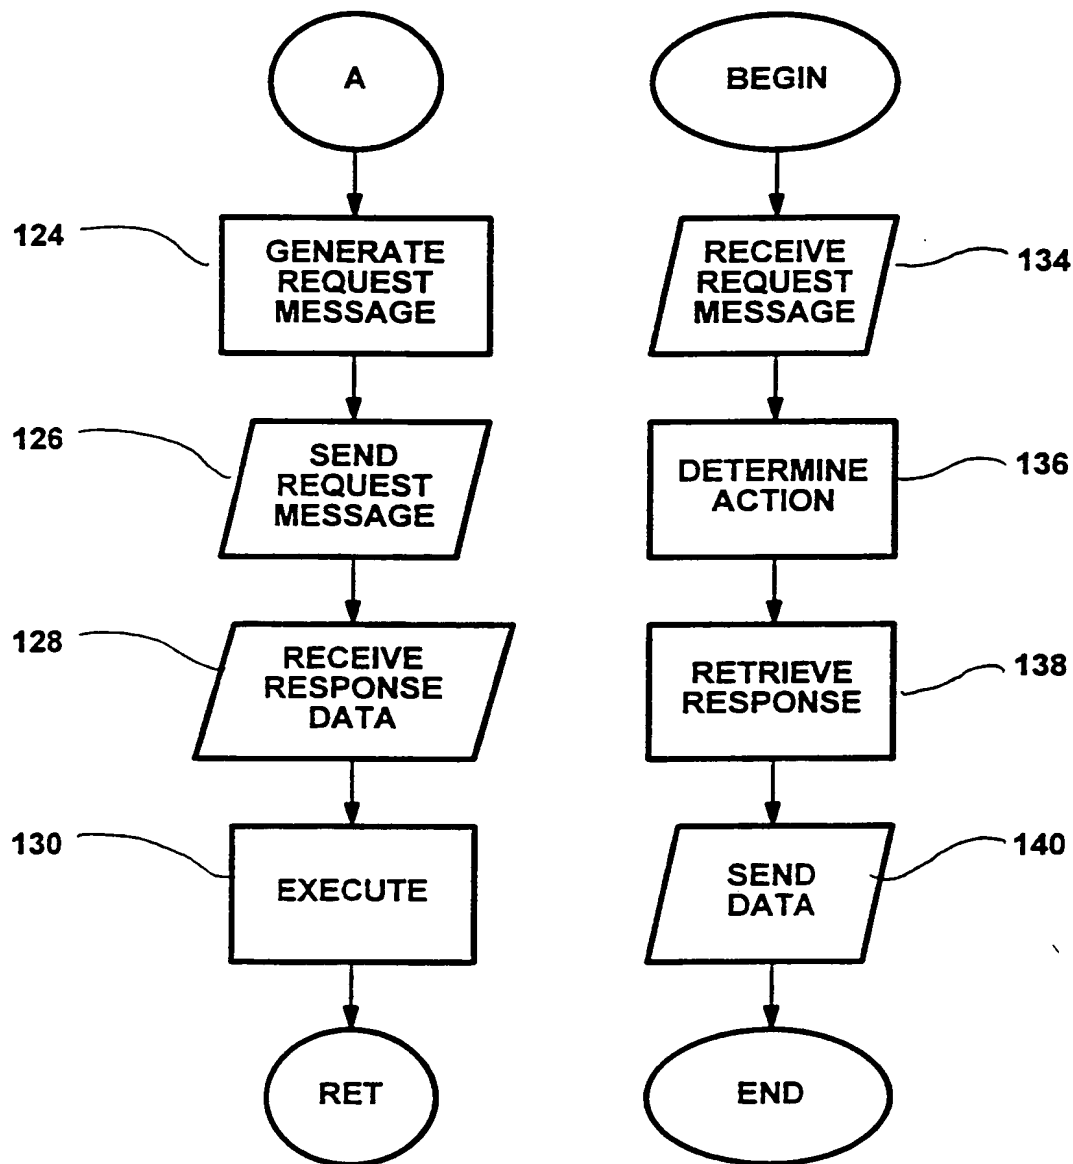 A
124
GENERATE
REQUEST
MESSAGE
126
SEND
REQUEST
MESSAGE
128
RECEIVE
RESPONSE
DATA
130
EXECUTE
RET
BEGIN
RECEIVE
REQUEST
MESSAGE
134
DETERMINE
ACTION
136
RETRIEVE
RESPONSE
138
SEND
DATA
140
END